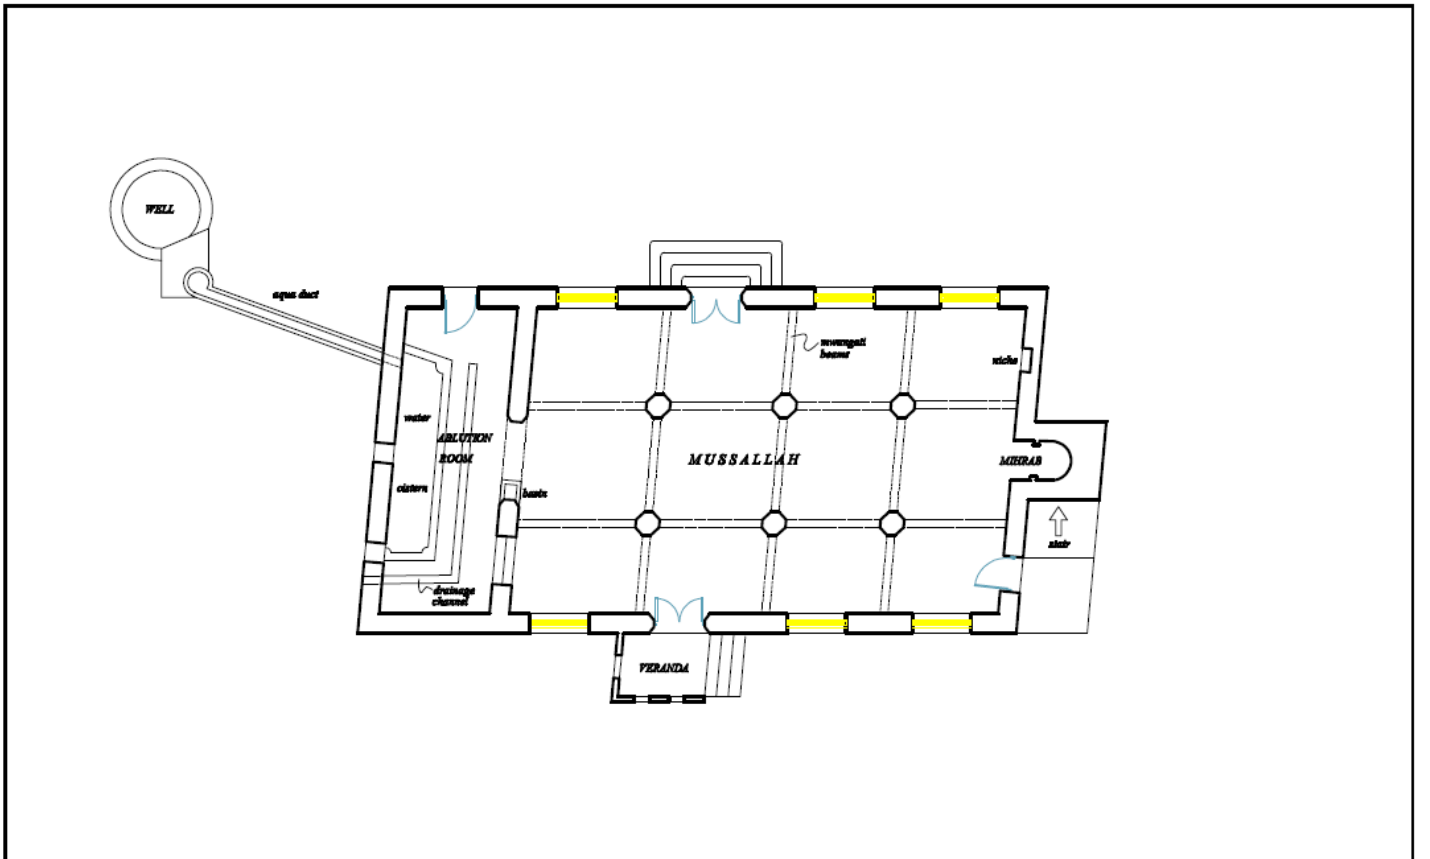 WELL
aqua duct
mwangati
beams
niche
water
ABLUTION
ROOM
MUSSALLAH
MIHRAB
cistern
basin
stair
drainage
channel
VERANDA